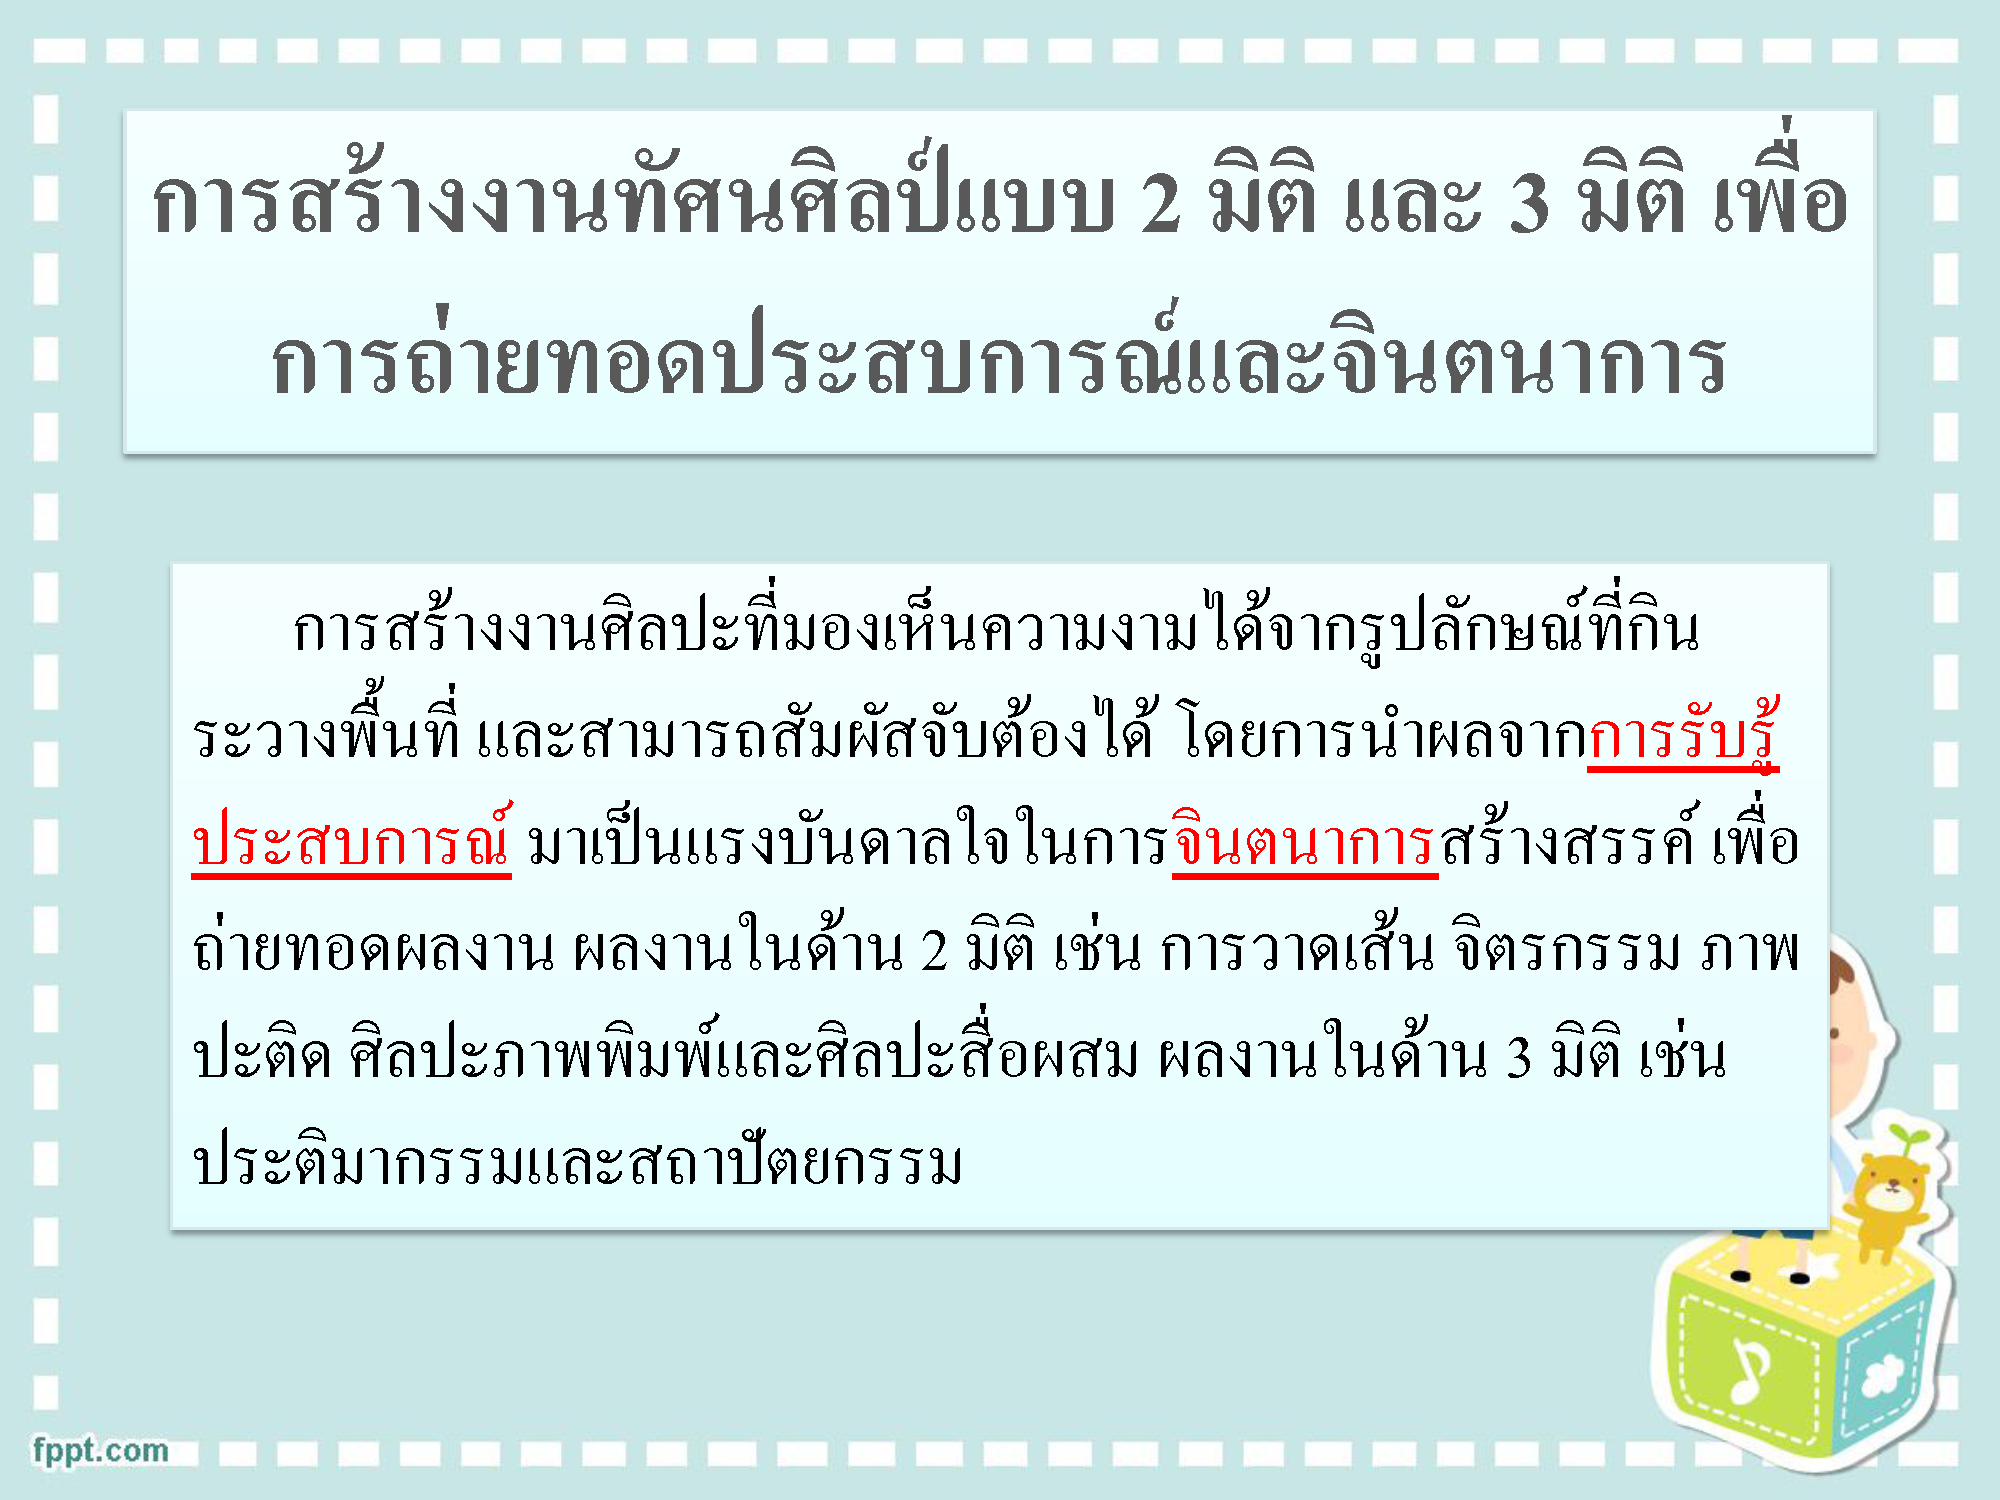 การสร้างงานทัศนศิลป์แบบ 2 มิติ และ 3 มิติ เพื่อ
การถ่ายทอดประสบการณ์และจินตนาการ
การสร้างงานศิลปะที่มองเห็นความงามได้จากรูปลักษณ์ที่กิน
ระวางพื้นที่ และสามารถสัมผัสจับต้องได้ โดยการนำผลจากการรับรู้
ประสบการณ์ มาเป็นแรงบันดาลใจในการจินตนาการสร้างสรรค์ เพื่อ
ถ่ายทอดผลงาน ผลงานในด้าน 2 มิติ เช่น การวาดเส้น จิตรกรรม ภาพ
ปะติด ศิลปะภาพพิมพ์และศิลปะสื่อผสม ผลงานในด้าน 3 มิติ เช่น
ประติมากรรมและสถาปัตยกรรม
fppt.com